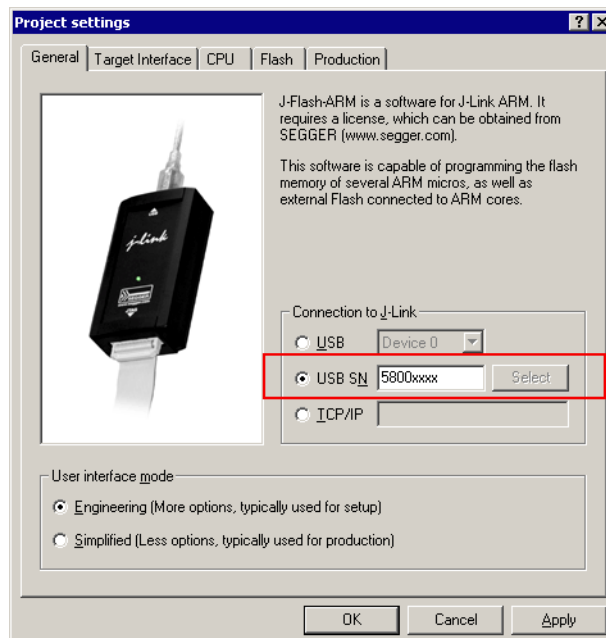 Project settings
General
Target Interface
CPU
Flash
Production
J-Flash-ARM is a software for J-Link ARM. It
requires a license, which can be obtained from
SEGGER (www.segger.com).
This software is capable of programming the flash
memory of several ARM micros, as well as
external Flash connected to ARM cores.
j-link
Connection to J-Link
USB Device 0
USB SN 5800xxxx Select
TCP/IP
User interface mode
Engineering (More options, typically used for setup)
Simplified (Less options, typically used for production)
OK Cancel Apply